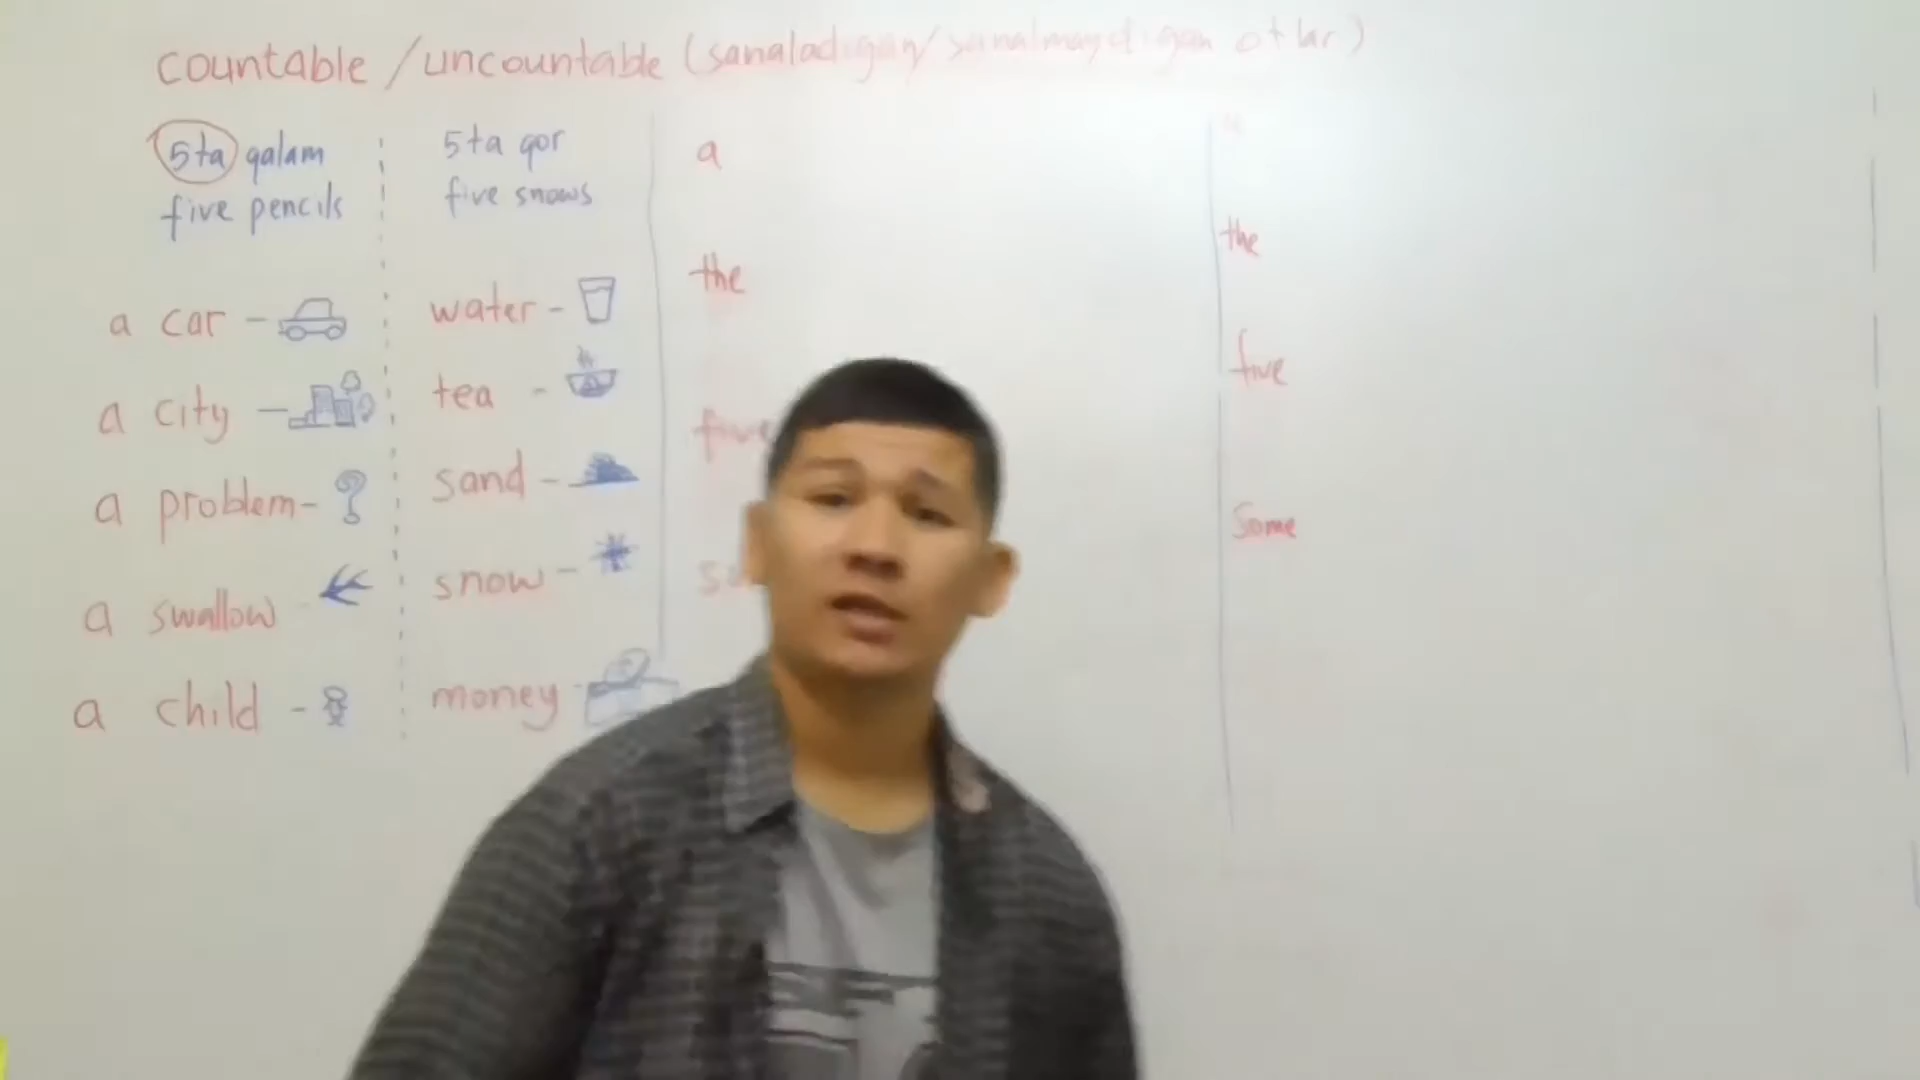 countable / uncountable (sanaladigan/sanalmaydigan otlar)
5ta qalam
five pencils
a car -
a city -
a problem -
a swallow -
a child -
5ta qor
five snows
water -
tea -
sand -
snow -
money -
a
the
five
the
five
Some